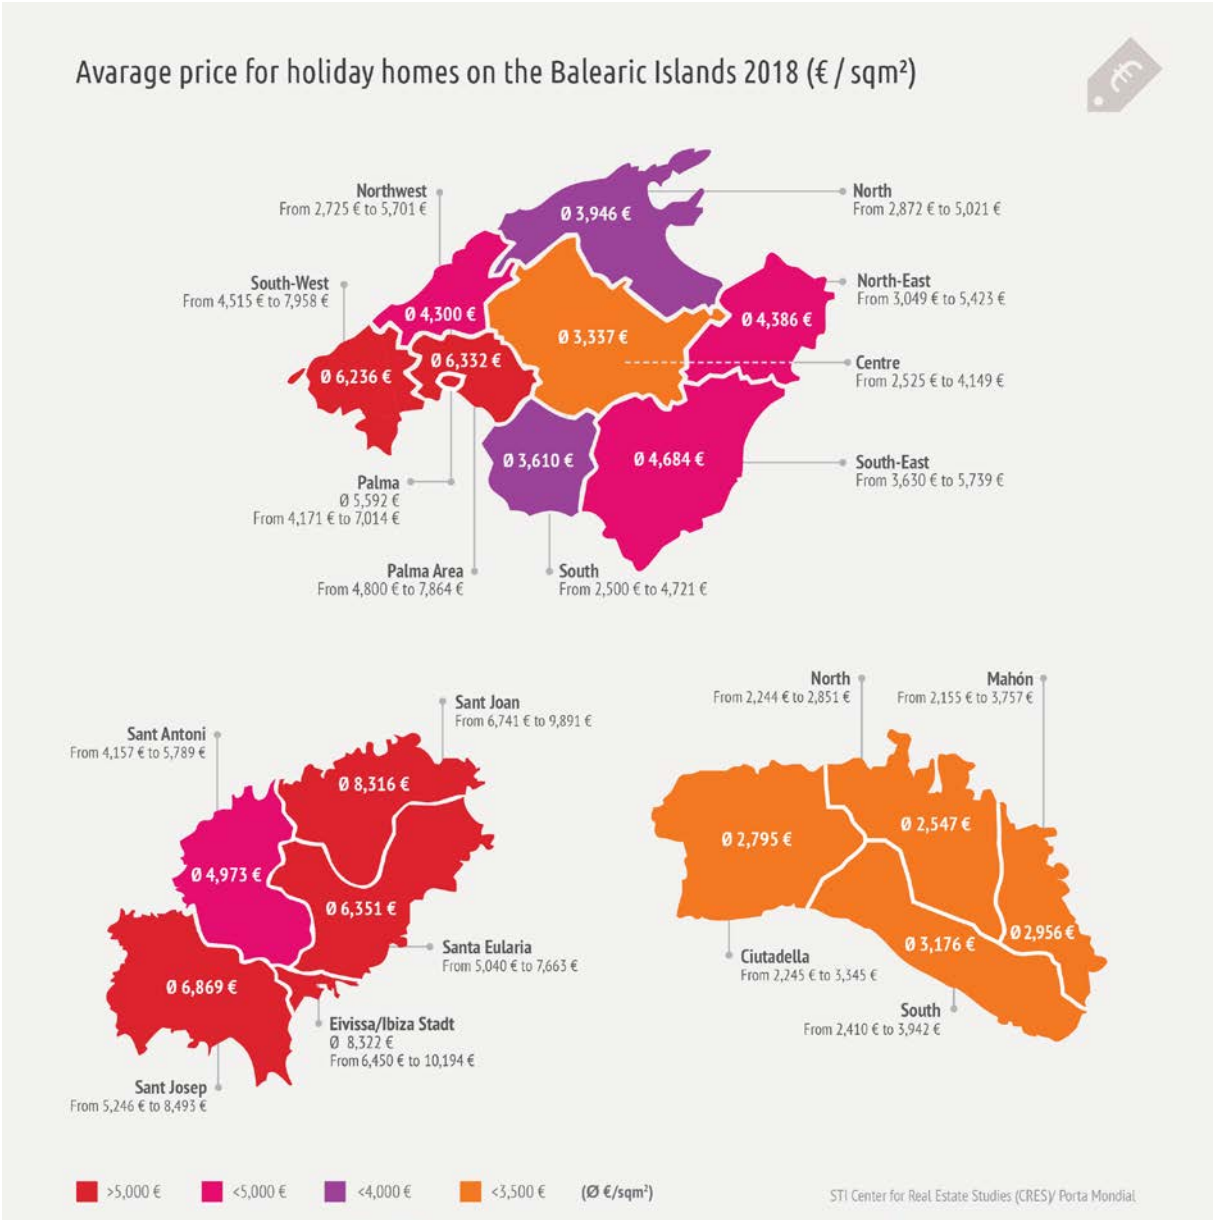 Avarage price for holiday homes on the Balearic Islands 2018 (€ / sqm²)
Northwest
From 2,725 € to 5,701 €
Ø 4,300 €
North
From 2,872 € to 5,021 €
Ø 3,946 €
South-West
From 4,515 € to 7,958 €
Ø 6,236 €
North-East
From 3,049 € to 5,423 €
Ø 4,386 €
Ø 3,337 €
Centre
From 2,525 € to 4,149 €
Ø 6,332 €
Ø 3,610 €
Ø 4,684 €
South-East
From 3,630 € to 5,739 €
Palma
Ø 5,592 €
From 4,171 € to 7,014 €
Palma Area
From 4,800 € to 7,864 €
South
From 2,500 € to 4,721 €
Sant Antoni
From 4,157 € to 5,789 €
Ø 4,973 €
Sant Joan
From 6,741 € to 9,891 €
Ø 8,316 €
Ø 6,351 €
Santa Eularia
From 5,040 € to 7,663 €
Ø 6,869 €
Eivissa/Ibiza Stadt
Ø 8,322 €
From 6,450 € to 10,194 €
Sant Josep
From 5,246 € to 8,493 €
North
From 2,244 € to 2,851 €
Mahón
From 2,155 € to 3,757 €
Ø 2,795 €
Ø 2,547 €
Ø 2,956 €
Ø 3,176 €
Ciutadella
From 2,245 € to 3,345 €
South
From 2,410 € to 3,942 €
>5,000 €
<5,000 €
<4,000 €
<3,500 €
(Ø €/sqm²)
STI Center for Real Estate Studies (CRES)/ Porta Mondial